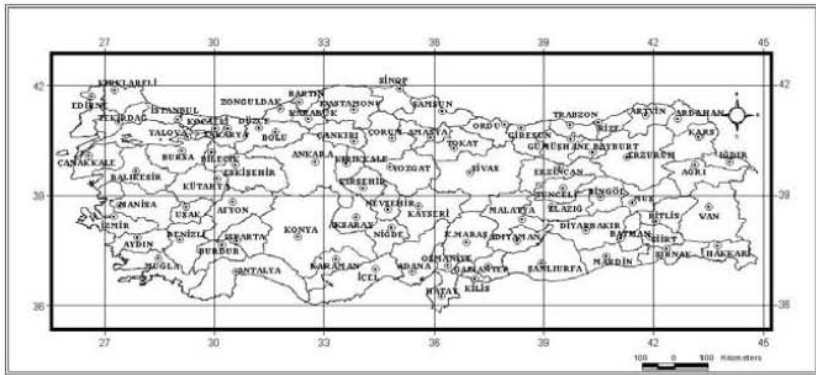 27 30 33 36 39 42 45
42 42
SİNOP
KIRKLARELİ
BARTIN
EDİRNE
ZONGULDAK
KASTAMONU
SAMSUN
İSTANBUL
KARABÜK
ARTVİN
ARDAHAN
TEKİRDAĞ
KOCAELİ
DÜZCE
ORDU
TRABZON
RİZE
YALOVA
SAKARYA
BOLU
ÇANKIRI
ÇORUM
AMASYA
GİRESUN
KARS
TOKAT
GÜMÜŞHANE
BAYBURT
ÇANAKKALE
BURSA
BİLECİK
ANKARA
KIRIKKALE
ERZURUM
IĞDIR
BALIKESİR
ESKİŞEHİR
YOZGAT
SİVAS
ERZİNCAN
AĞRI
KÜTAHYA
KIRŞEHİR
39 39
TUNCELİ
BİNGÖL
MUŞ
MANİSA
UŞAK
AFYON
NEVŞEHİR
KAYSERİ
MALATYA
ELAZIĞ
BİTLİS
VAN
İZMİR
AKSARAY
AYDIN
DENİZLİ
ISPARTA
KONYA
NİĞDE
K.MARAŞ
ADIYAMAN
DİYARBAKIR
BATMAN
SİİRT
BURDUR
HAKKARİ
MUĞLA
KARAMAN
OSMANİYE
MARDİN
ŞIRNAK
ANTALYA
İÇEL
ADANA
GAZİANTEP
ŞANLIURFA
KİLİS
HATAY
36 36
27 30 33 36 39 42 45
100 0 100 Kilometers